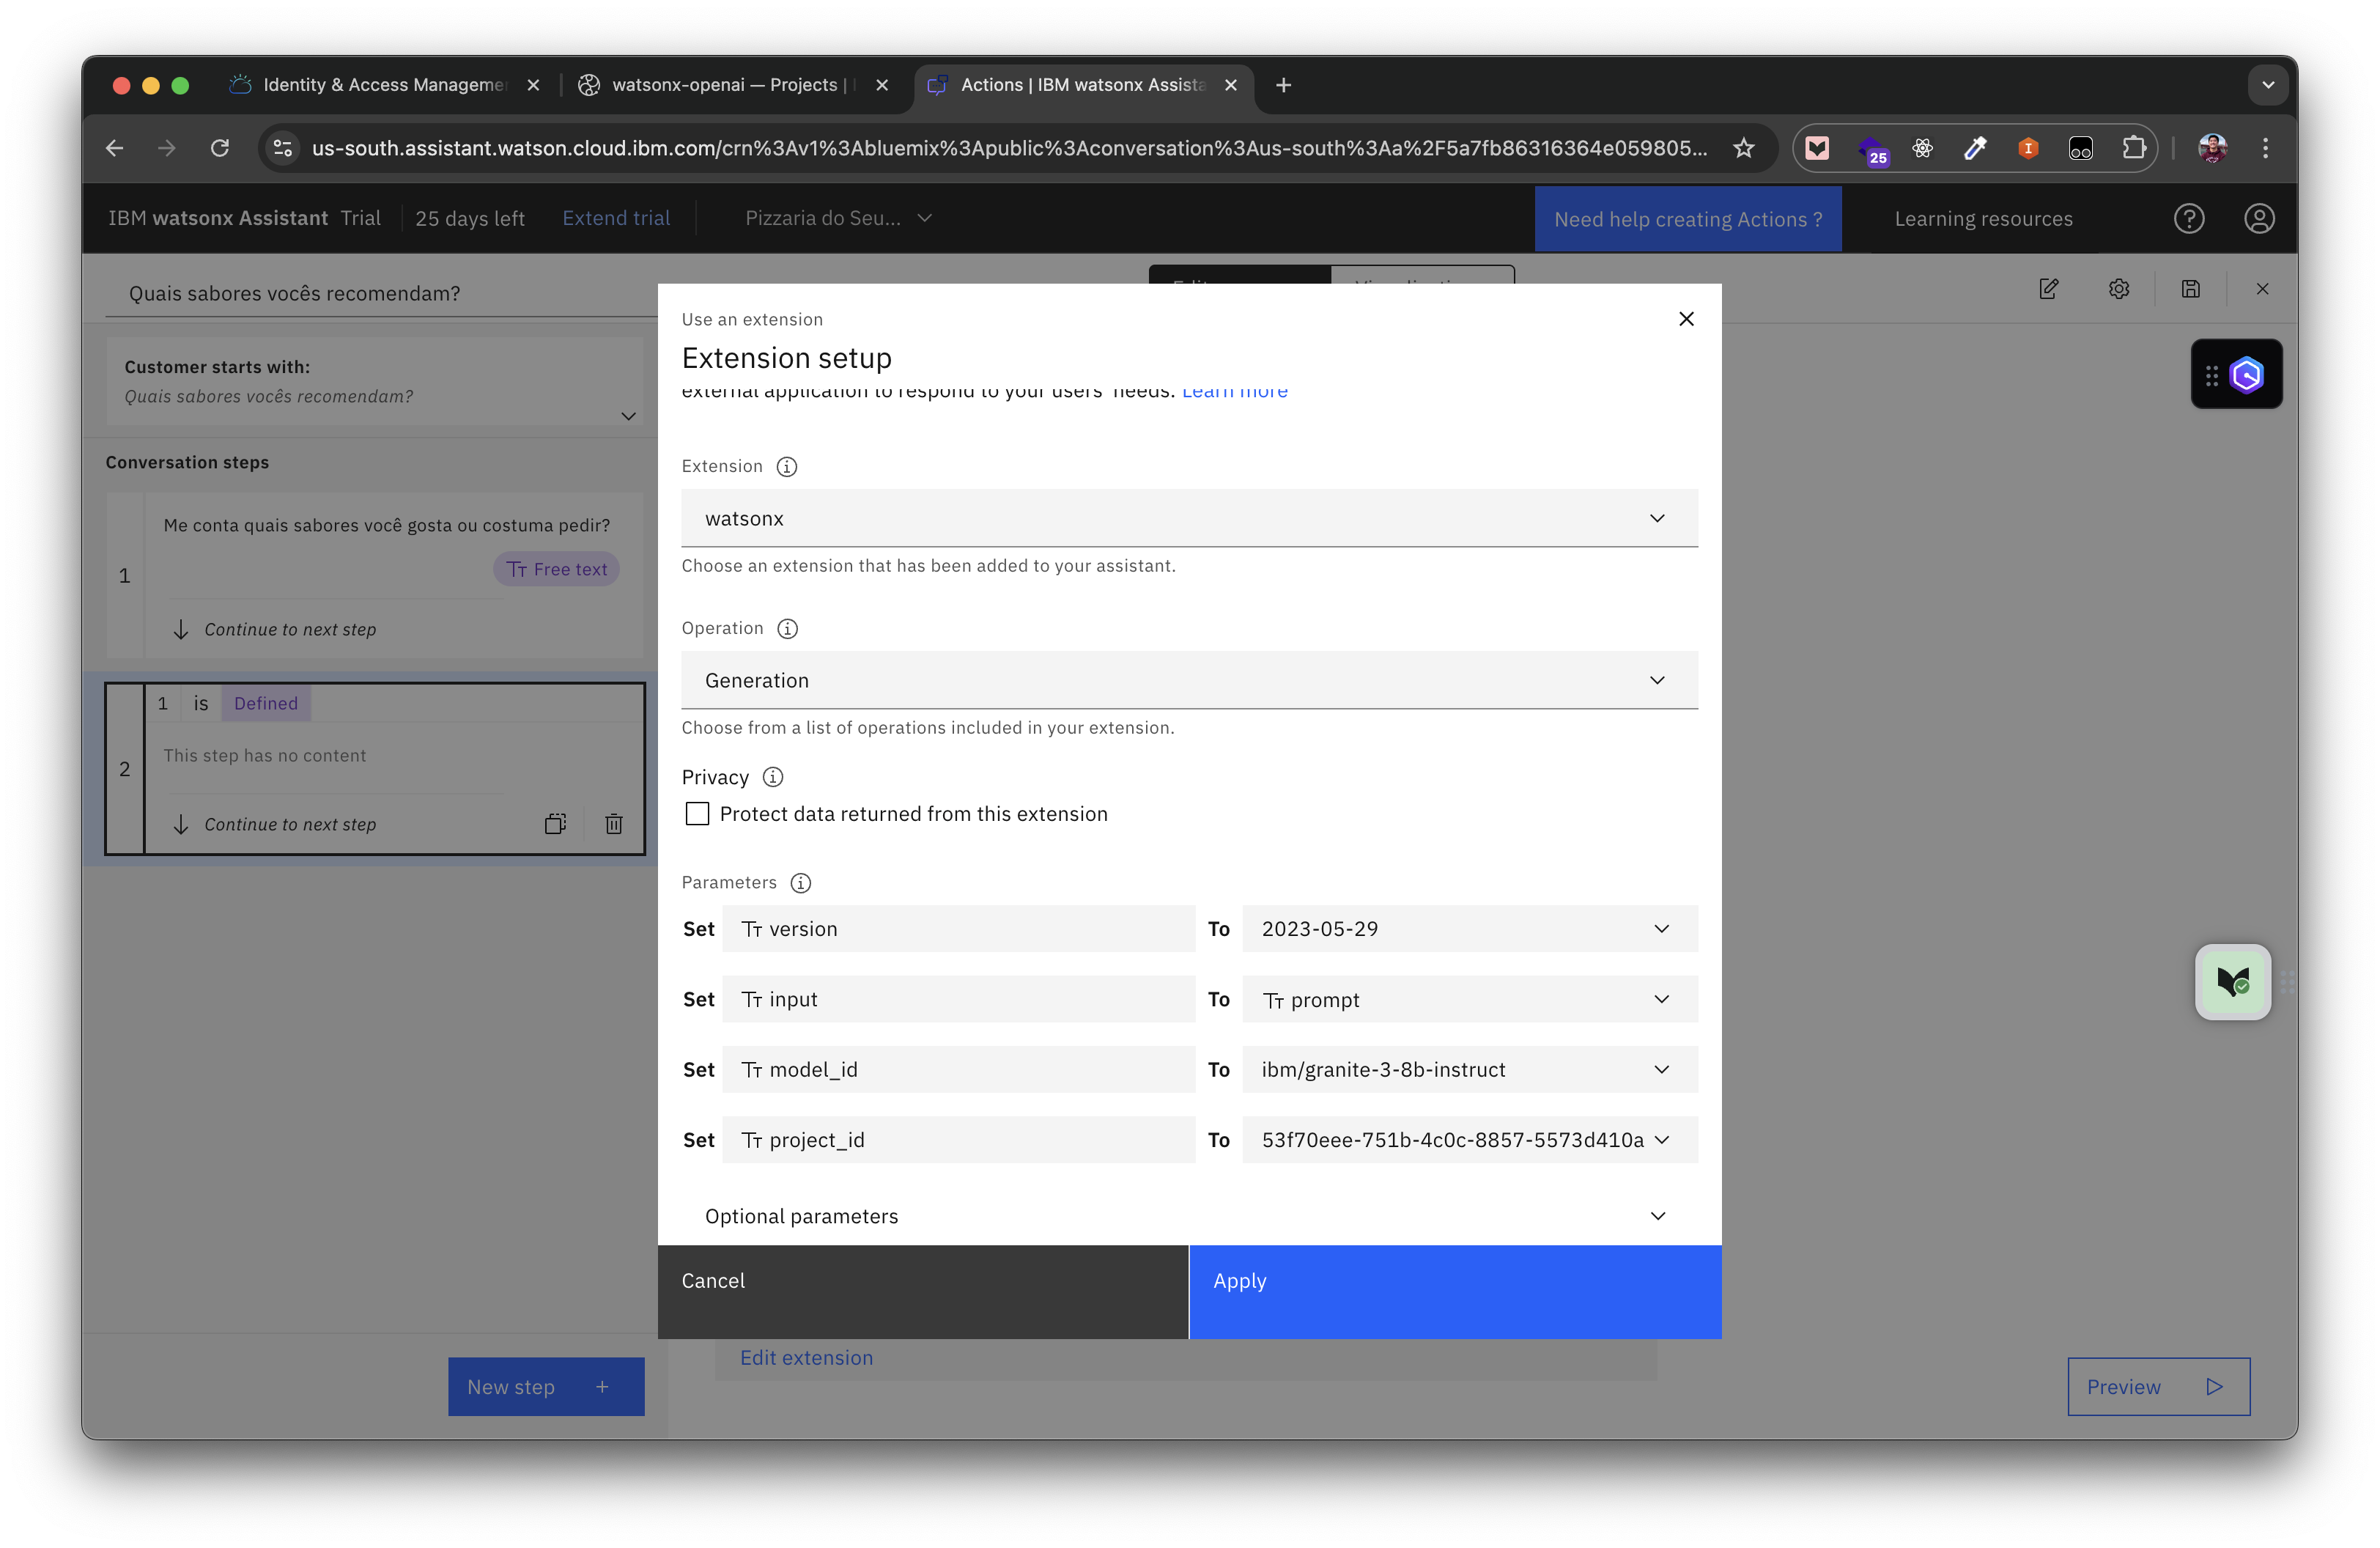 Identity & Access Manageme
watsonx-openai — Projects |
Actions | IBM watsonx Assista
us-south.assistant.watson.cloud.ibm.com/crn%3Av1%3Abluemix%3Apublic%3Aconversation%3Aus-south%3Aa%2F5a7fb86316364e059805...
25
IBM watsonx Assistant Trial
25 days left
Extend trial
Pizzaria do Seu...
Need help creating Actions ?
Learning resources
Quais sabores vocês recomendam?
Customer starts with:
Quais sabores vocês recomendam?
Conversation steps
1
Me conta quais sabores você gosta ou costuma pedir?
Free text
Continue to next step
2
1 is Defined
This step has no content
Continue to next step
New step +
Use an extension
Extension setup
external application to respond to your users' needs. Learn more
Extension
watsonx
Choose an extension that has been added to your assistant.
Operation
Generation
Choose from a list of operations included in your extension.
Privacy
Protect data returned from this extension
Parameters
Set Tт version To 2023-05-29
Set Tт input To Tт prompt
Set Tт model_id To ibm/granite-3-8b-instruct
Set Tт project_id To 53f70eee-751b-4c0c-8857-5573d410a
Optional parameters
Cancel
Apply
Edit extension
Preview